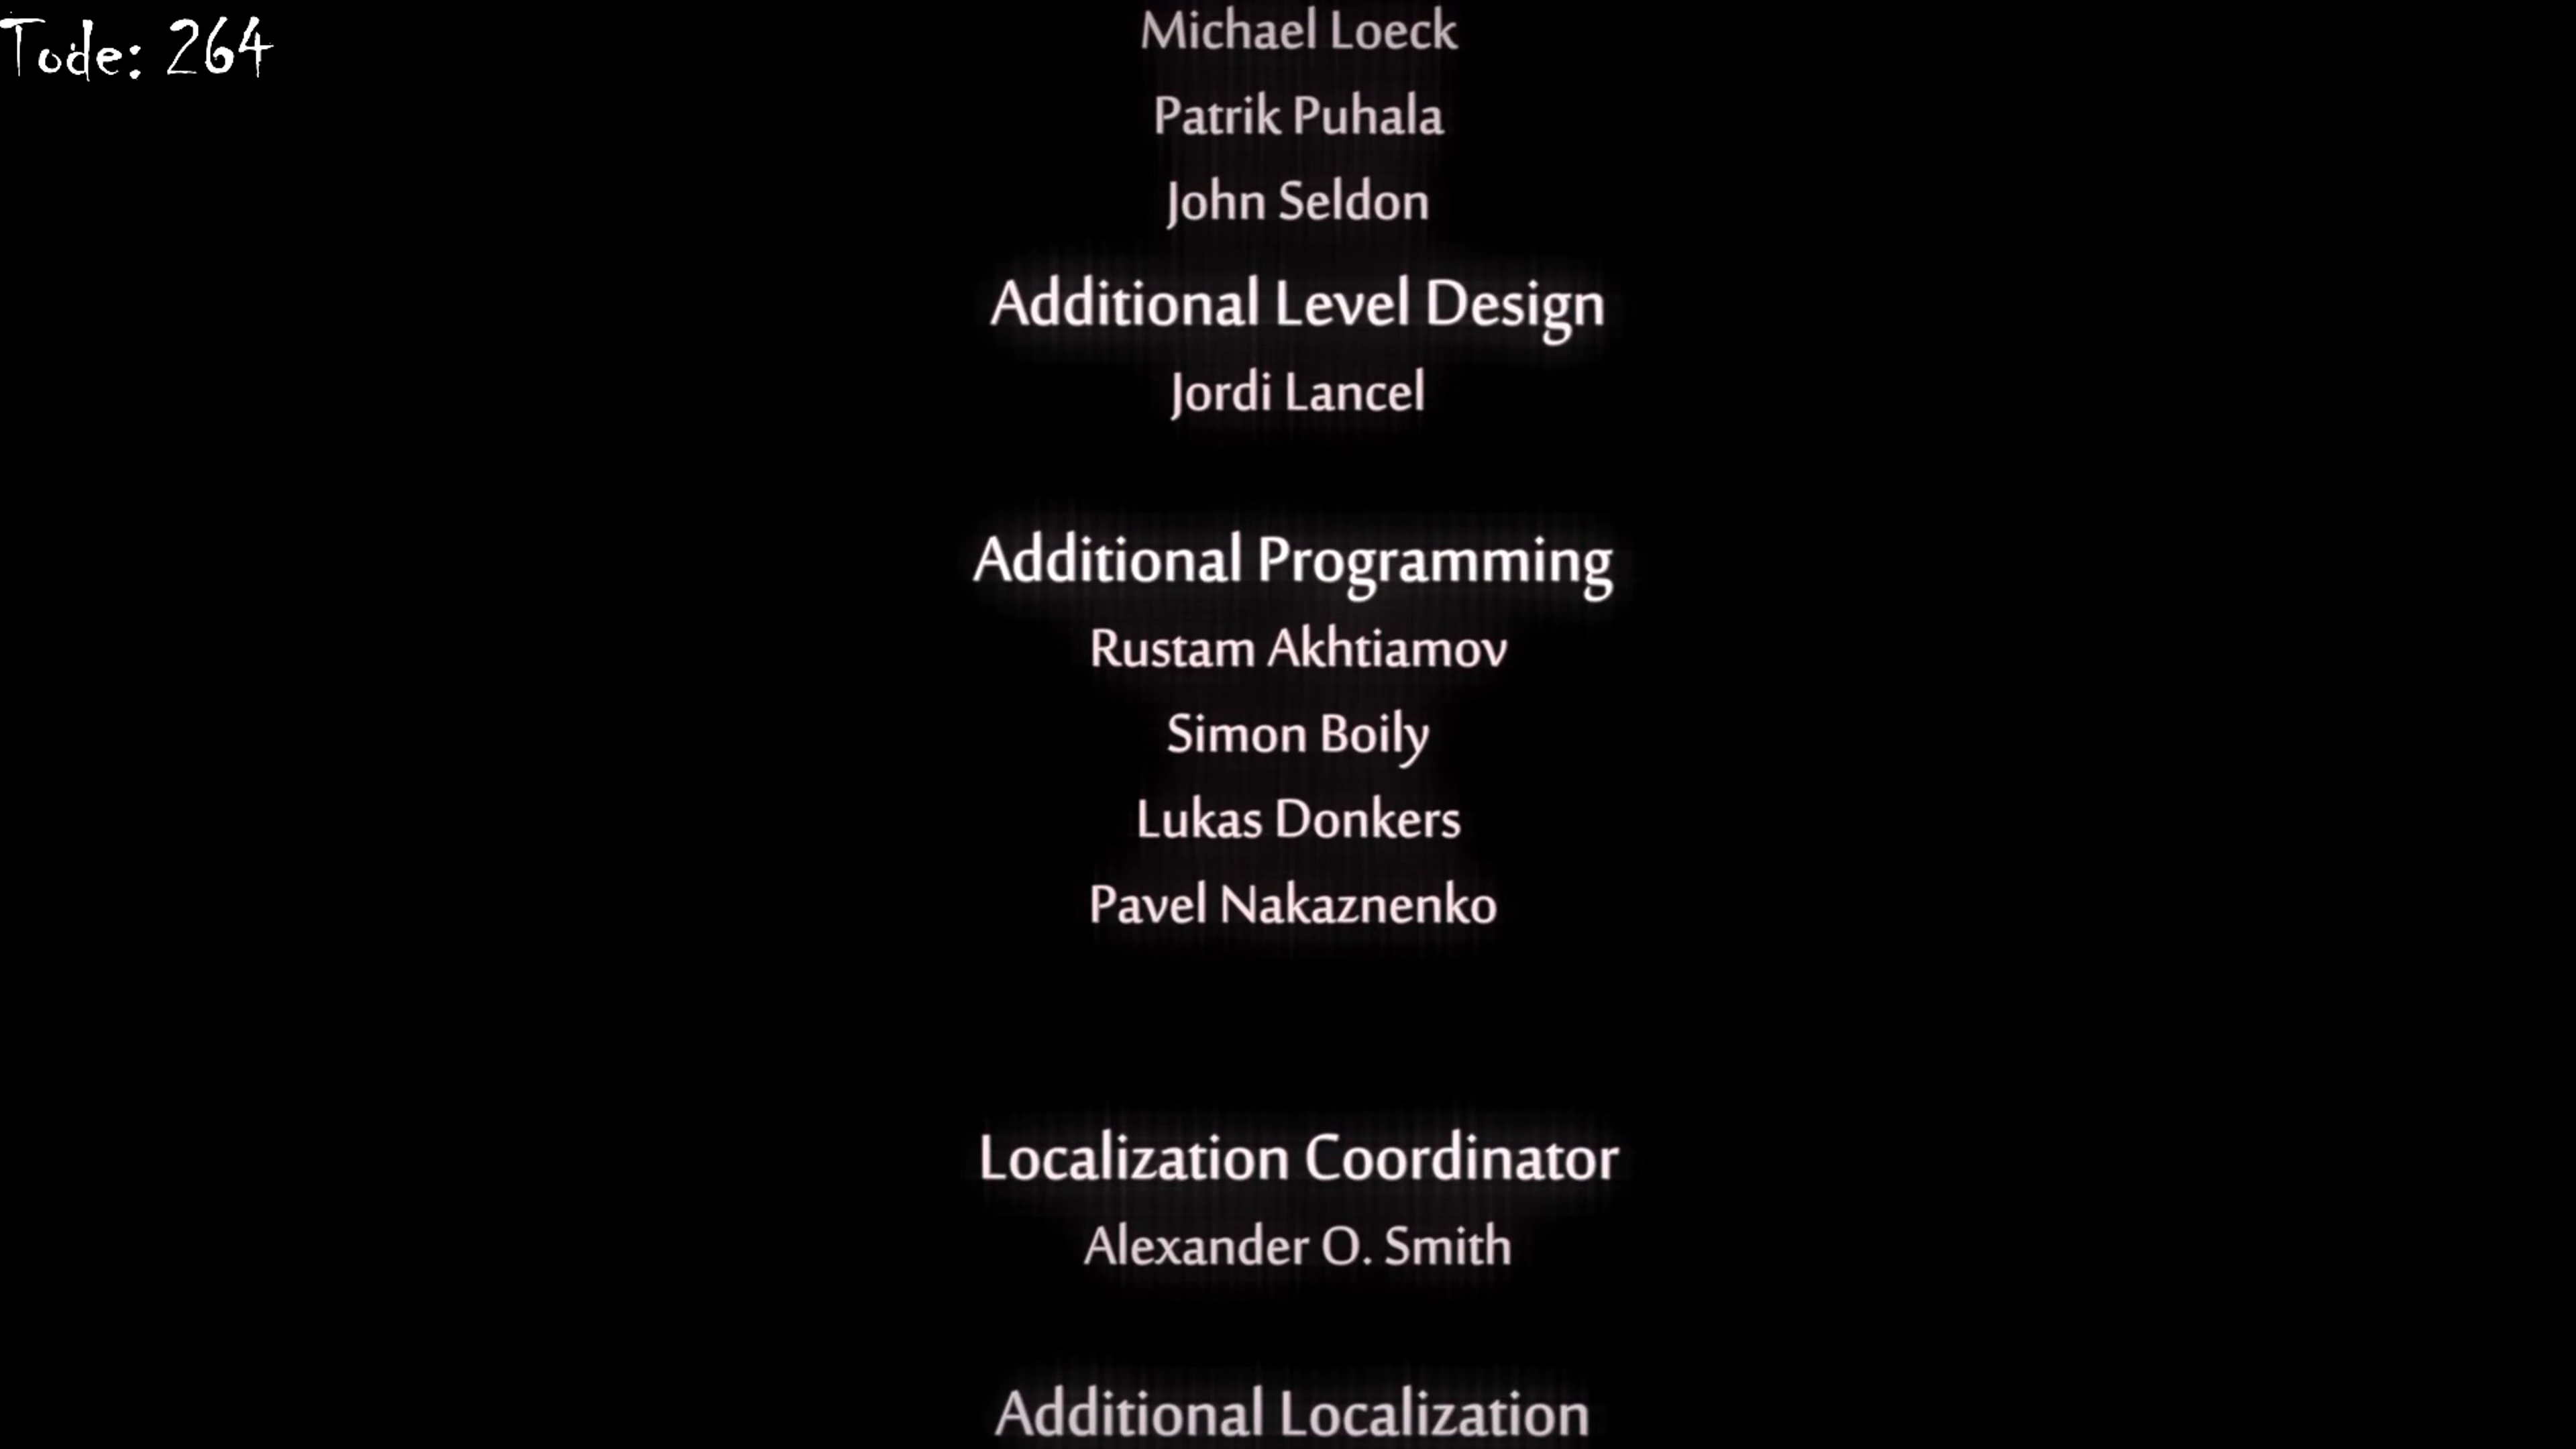 Tode: 264
Michael Loeck
Patrik Puhala
John Seldon
Additional Level Design
Jordi Lancel
Additional Programming
Rustam Akhtiamov
Simon Boily
Lukas Donkers
Pavel Nakaznenko
Localization Coordinator
Alexander O. Smith
Additional Localization